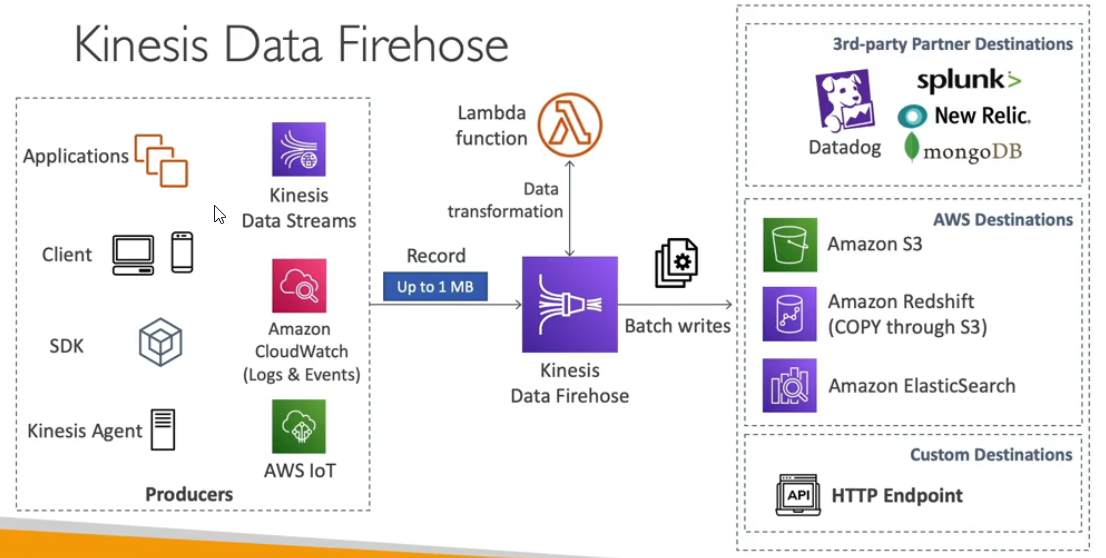 Kinesis Data Firehose
Applications
Kinesis
Data Streams
Client
Amazon
CloudWatch
(Logs & Events)
SDK
Kinesis Agent
AWS IoT
Producers
Lambda
function
Data
transformation
Record
Up to 1 MB
Kinesis
Data Firehose
Batch writes
3rd-party Partner Destinations
Datadog
splunk>
New Relic.
mongoDB
AWS Destinations
Amazon S3
Amazon Redshift
(COPY through S3)
Amazon ElasticSearch
Custom Destinations
API
HTTP Endpoint